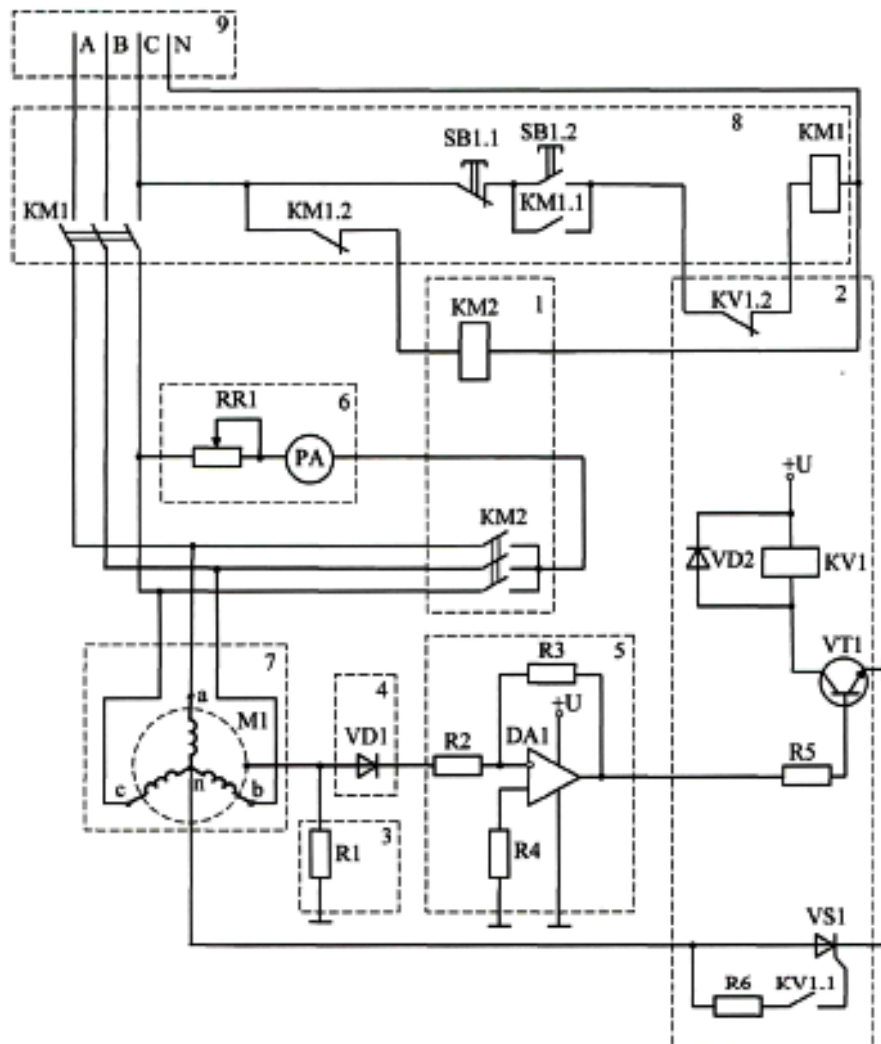 9
A B C N
8
KM1
SB1.1
SB1.2
KM1.1
KM1
KM1.2
KM2
1
KV1.2
2
RR1
6
PA
KM2
+U
VD2
KV1
VT1
7
a
M1
c
n
b
4
VD1
R3
5
+U
R2
DA1
R5
R1
3
R4
VS1
R6
KV1.1